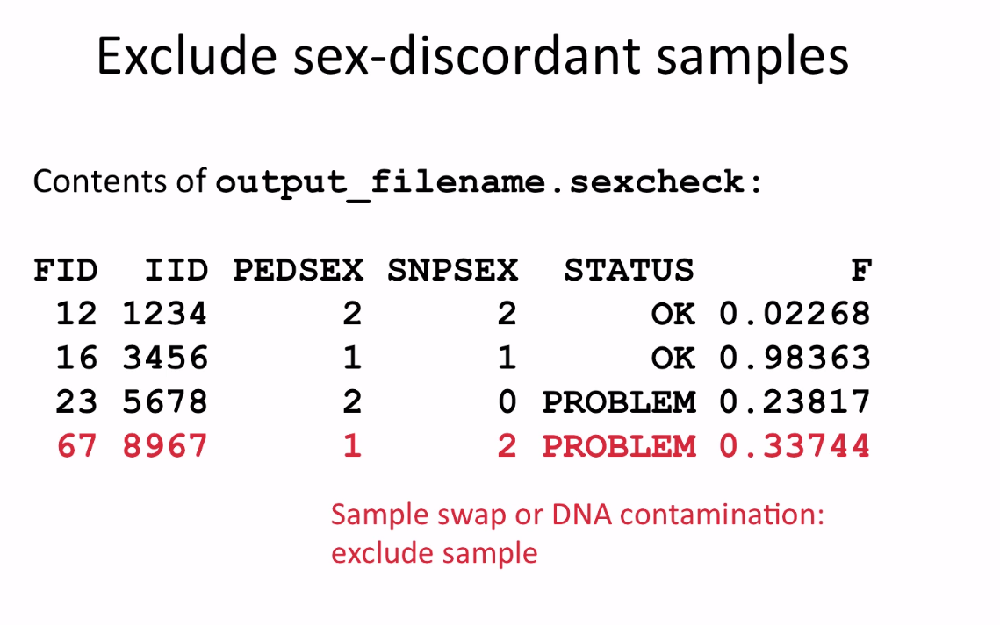 Exclude sex-discordant samples
Contents of output_filename.sexcheck:
FID IID PEDSEX SNPSEX STATUS F
12 1234 2 2 OK 0.02268
16 3456 1 1 OK 0.98363
23 5678 2 0 PROBLEM 0.23817
67 8967 1 2 PROBLEM 0.33744
Sample swap or DNA contamination:
exclude sample